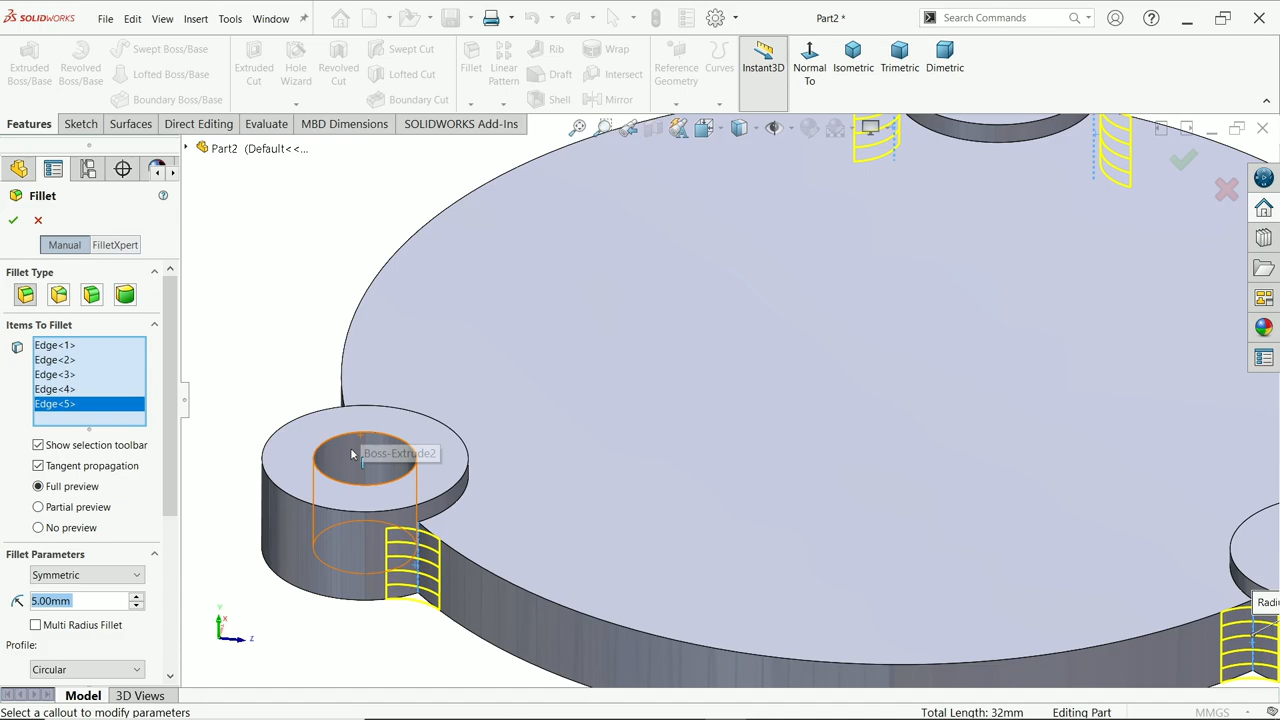 SOLIDWORKS
File Edit View Insert Tools Window
Part2 *
Search Commands
Extruded Boss/Base
Revolved Boss/Base
Swept Boss/Base
Lofted Boss/Base
Boundary Boss/Base
Extruded Cut
Hole Wizard
Revolved Cut
Swept Cut
Lofted Cut
Boundary Cut
Fillet
Linear Pattern
Rib
Draft
Shell
Wrap
Intersect
Mirror
Reference Geometry
Curves
Instant3D
Normal To
Isometric
Trimetric
Dimetric
Features Sketch Surfaces Direct Editing Evaluate MBD Dimensions SOLIDWORKS Add-Ins
Part2 (Default<<...
Fillet
Manual FilletXpert
Fillet Type
Items To Fillet
Edge<1>
Edge<2>
Edge<3>
Edge<4>
Edge<5>
Show selection toolbar
Tangent propagation
Full preview
Partial preview
No preview
Fillet Parameters
Symmetric
5.00mm
Multi Radius Fillet
Profile:
Circular
Boss-Extrude2
Radiu
Y
X
Z
Model 3D Views
Select a callout to modify parameters
Total Length: 32mm Editing Part MMGS